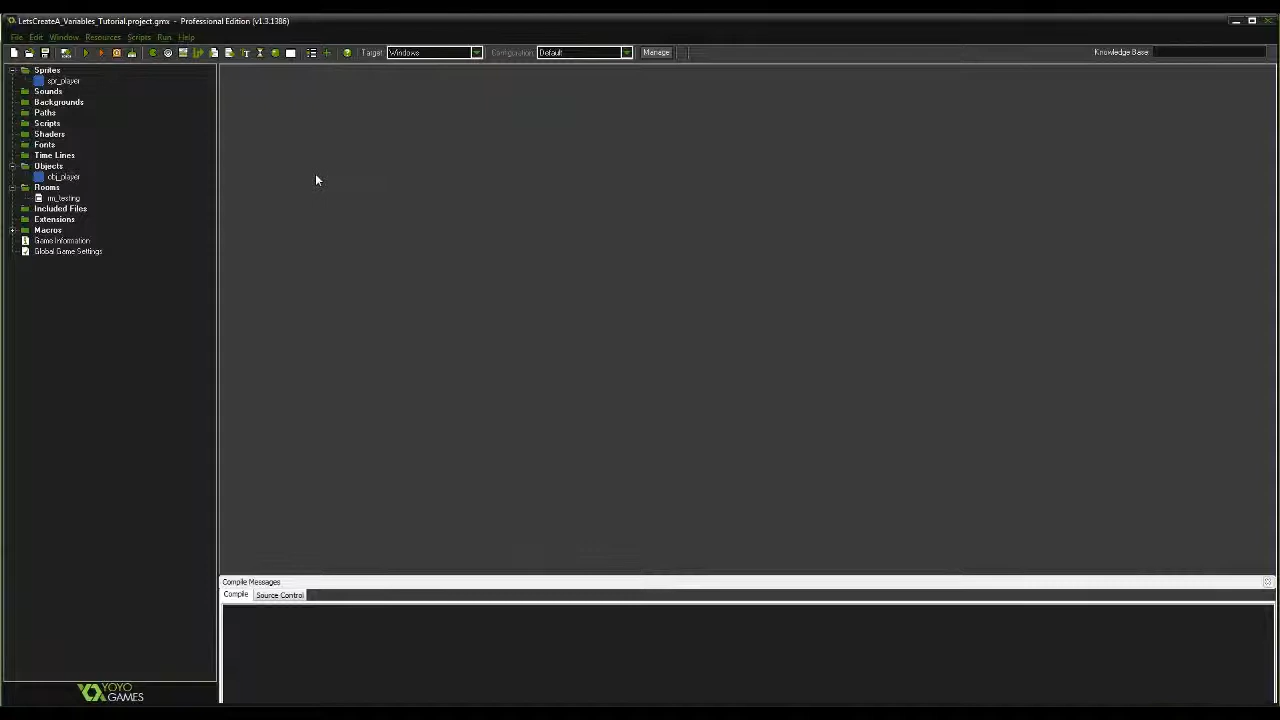 LetsCreateA_Variables_Tutorial.project.gmx - Professional Edition (v1.3.1386)
File Edit Window Resources Scripts Run Help
Target: Windows Configuration: Default Manage Knowledge Base:
Sprites
spr_player
Sounds
Backgrounds
Paths
Scripts
Shaders
Fonts
Time Lines
Objects
obj_player
Rooms
rm_testing
Included Files
Extensions
Macros
Game Information
Global Game Settings
Compile Messages
Compile Source Control
YOYO
GAMES